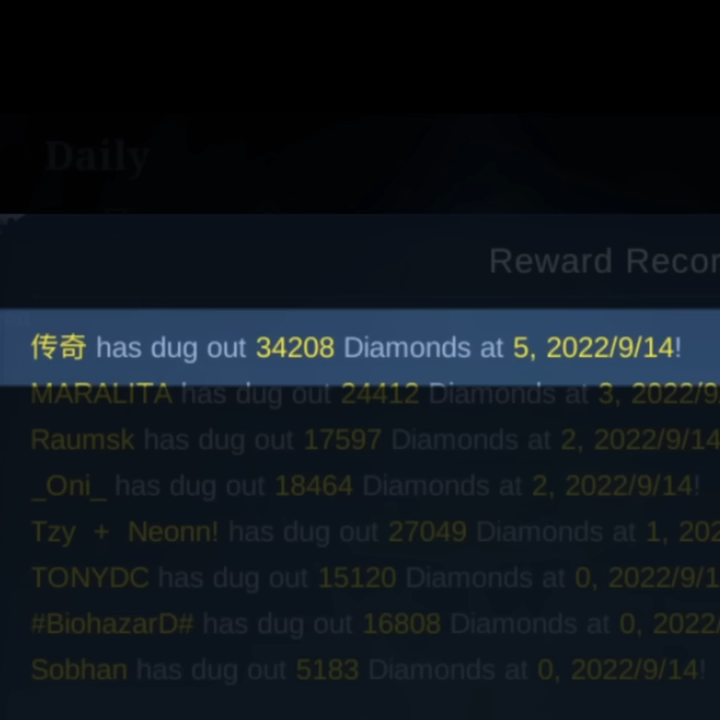 Daily
Reward Recor
传奇 has dug out 34208 Diamonds at 5, 2022/9/14!
MARALITA has dug out 24412 Diamonds at 3, 2022/9
Raumsk has dug out 17597 Diamonds at 2, 2022/9/14
_Oni_ has dug out 18464 Diamonds at 2, 2022/9/14!
Tzy + Neonn! has dug out 27049 Diamonds at 1, 202
TONYDC has dug out 15120 Diamonds at 0, 2022/9/1
#BiohazarD# has dug out 16808 Diamonds at 0, 2022/
Sobhan has dug out 5183 Diamonds at 0, 2022/9/14!